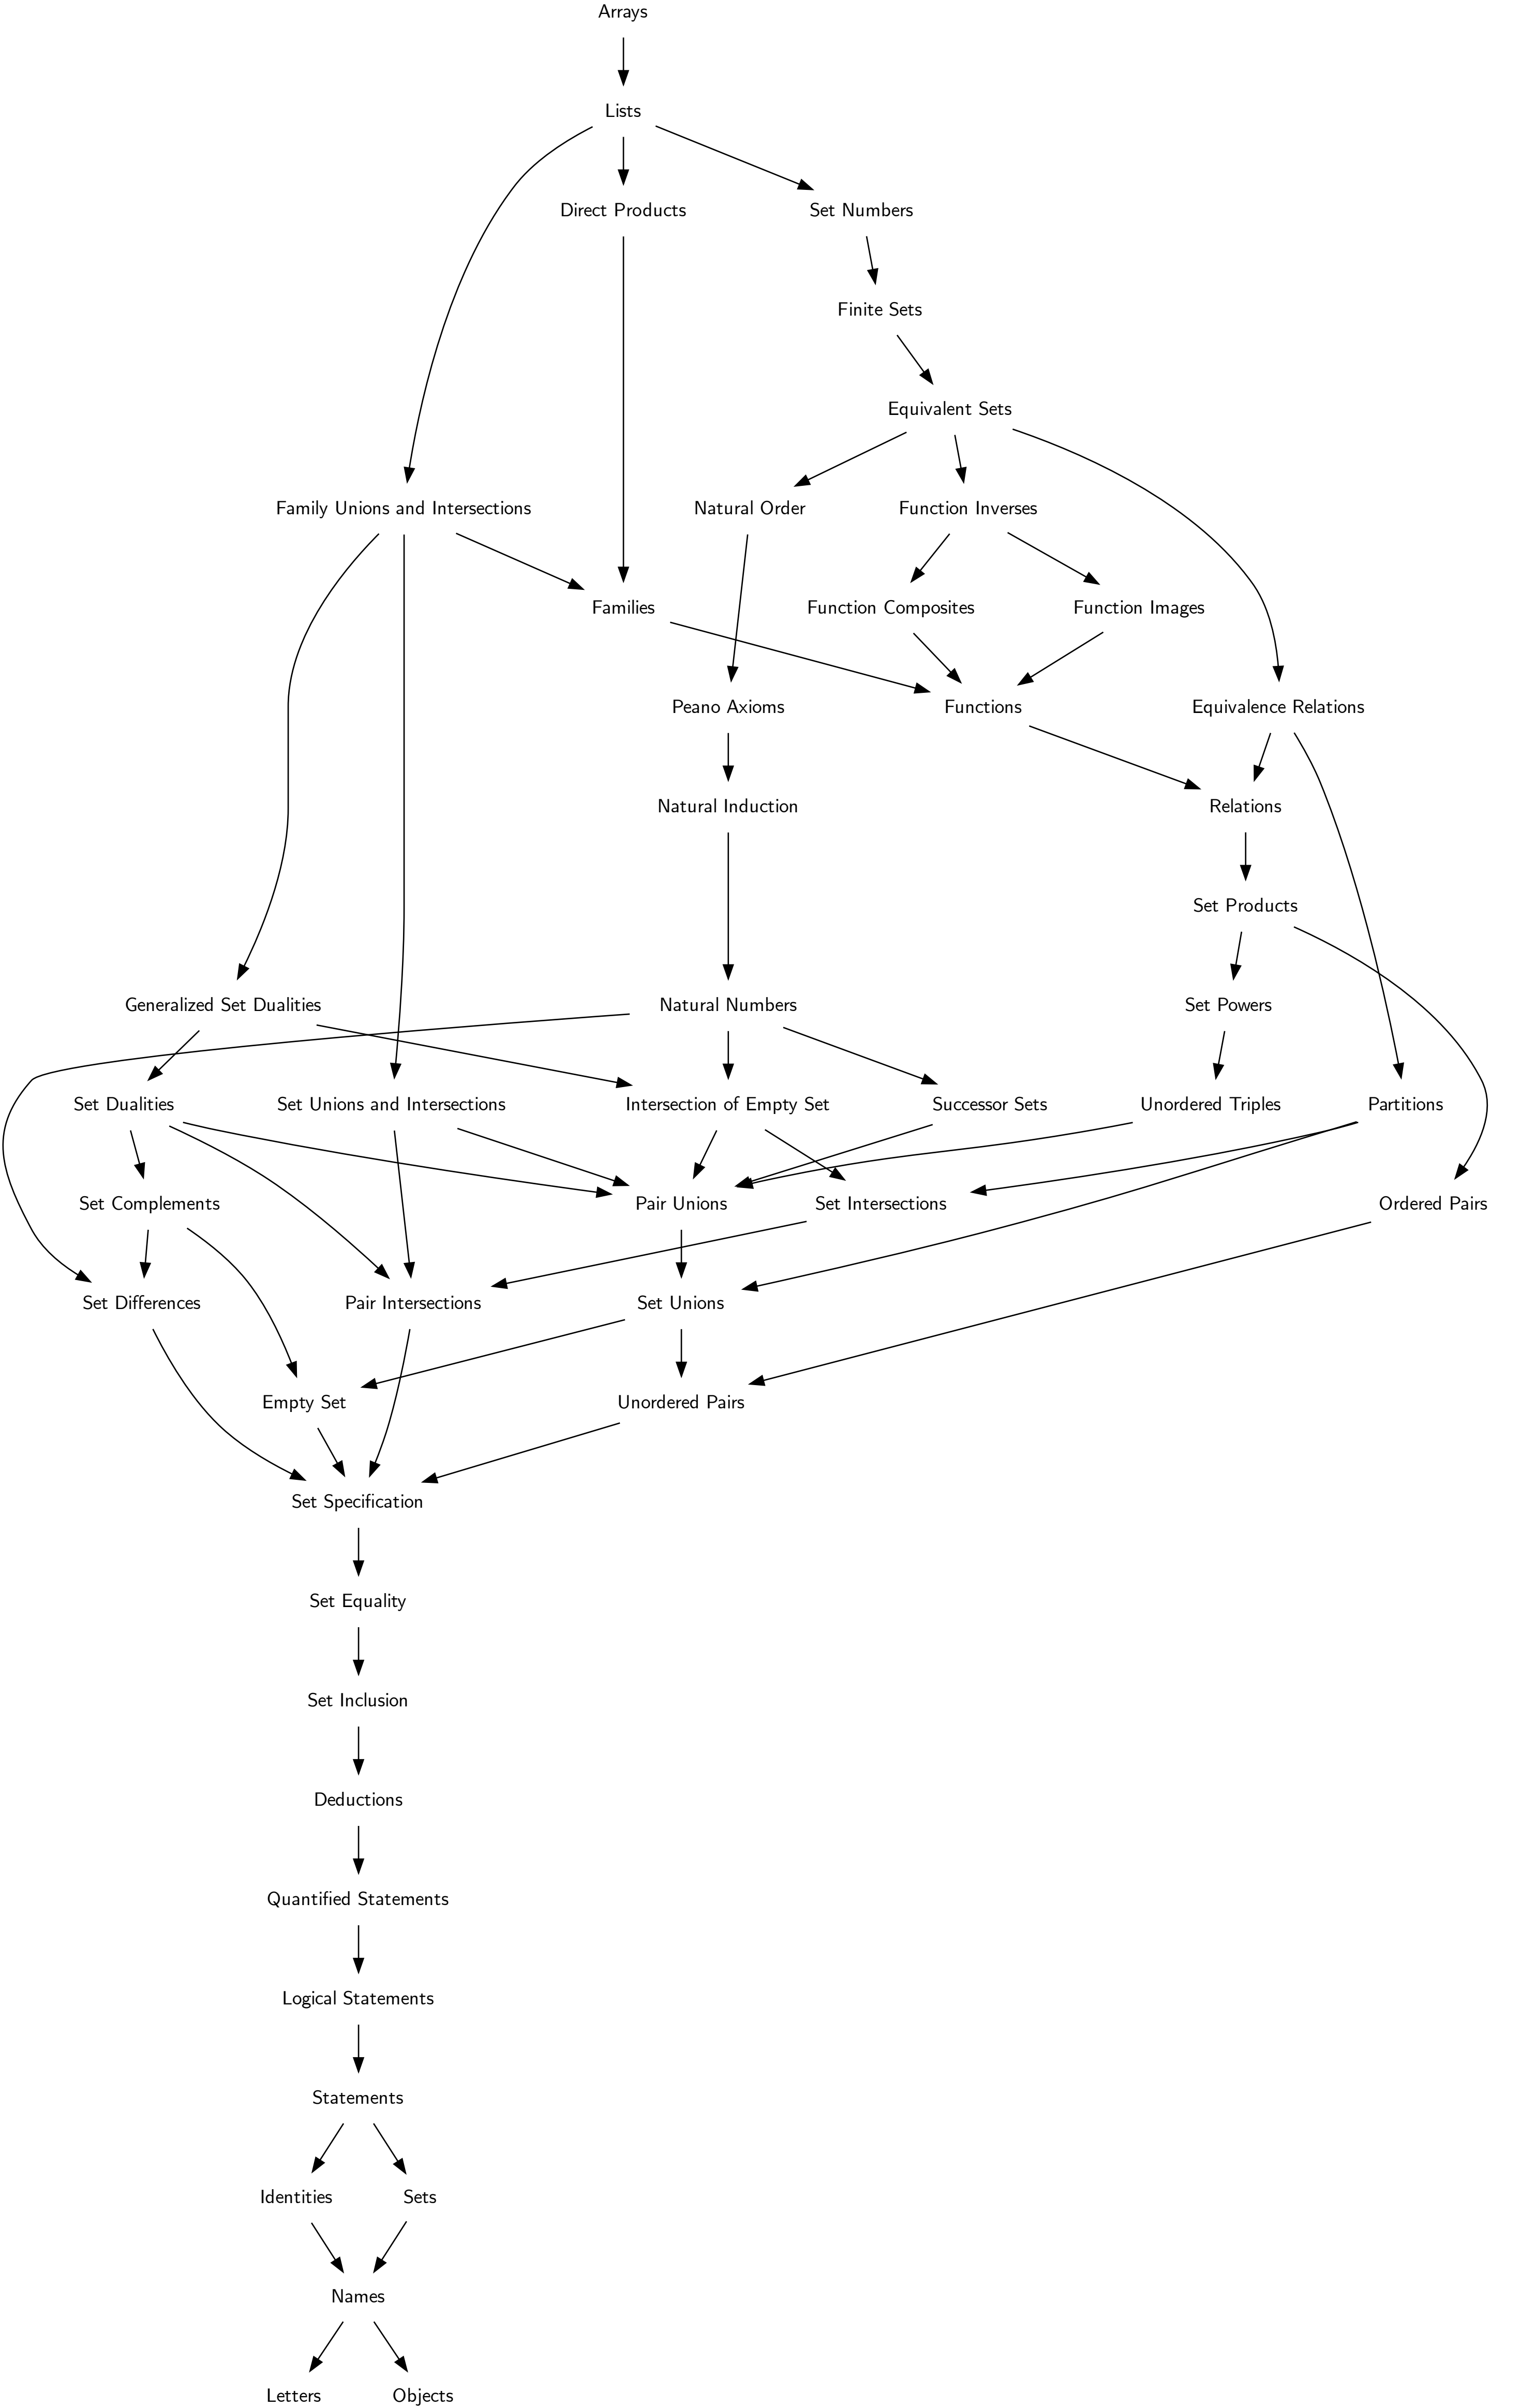 Arrays
Lists
Direct Products
Set Numbers
Finite Sets
Equivalent Sets
Family Unions and Intersections
Natural Order
Function Inverses
Families
Function Composites
Function Images
Peano Axioms
Functions
Equivalence Relations
Natural Induction
Relations
Set Products
Generalized Set Dualities
Natural Numbers
Set Powers
Set Dualities
Set Unions and Intersections
Intersection of Empty Set
Successor Sets
Unordered Triples
Partitions
Set Complements
Pair Unions
Set Intersections
Ordered Pairs
Set Differences
Pair Intersections
Set Unions
Empty Set
Unordered Pairs
Set Specification
Set Equality
Set Inclusion
Deductions
Quantified Statements
Logical Statements
Statements
Identities
Sets
Names
Letters
Objects